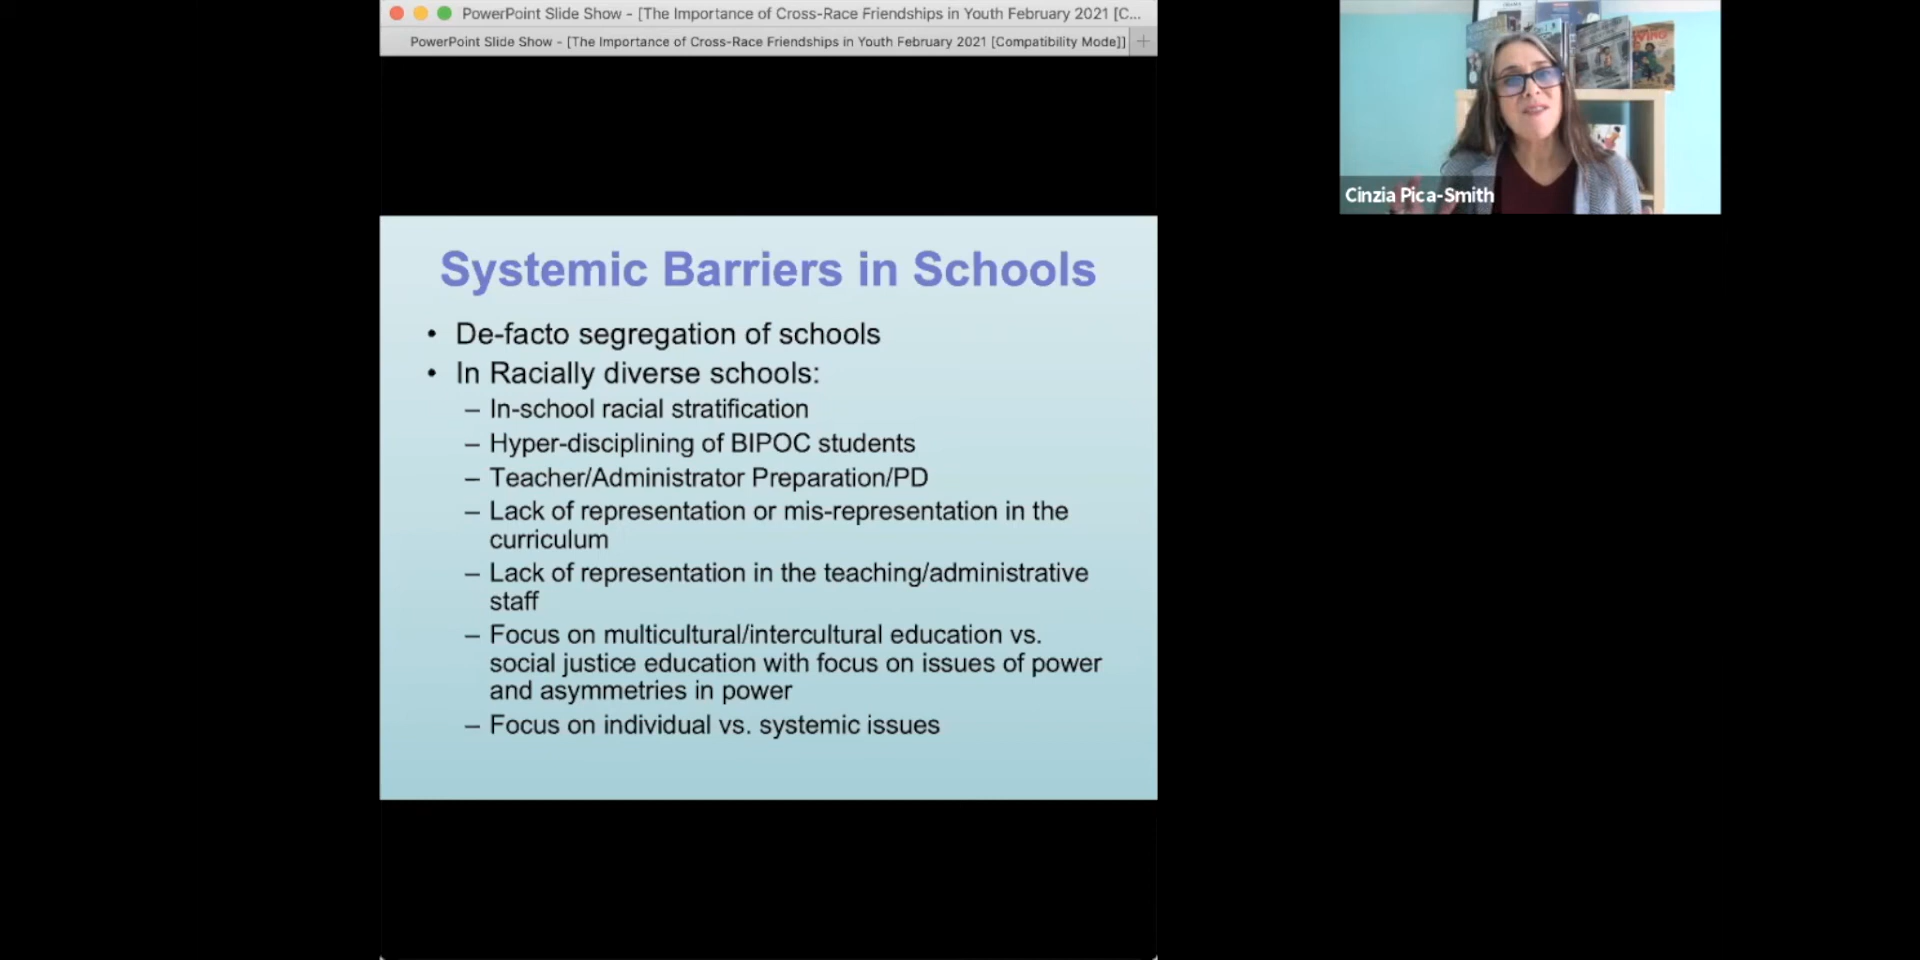 PowerPoint Slide Show - [The Importance of Cross-Race Friendships in Youth February 2021 [C...
PowerPoint Slide Show - [The Importance of Cross-Race Friendships in Youth February 2021 [Compatibility Mode]]
Systemic Barriers in Schools
• De-facto segregation of schools
• In Racially diverse schools:
– In-school racial stratification
– Hyper-disciplining of BIPOC students
– Teacher/Administrator Preparation/PD
– Lack of representation or mis-representation in the
curriculum
– Lack of representation in the teaching/administrative
staff
– Focus on multicultural/intercultural education vs.
social justice education with focus on issues of power
and asymmetries in power
– Focus on individual vs. systemic issues
Cinzia Pica-Smith